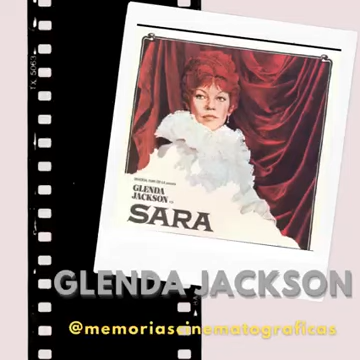 GLENDA
JACKSON
SARA
GLENDA JACKSON
@memoriascinematograficas